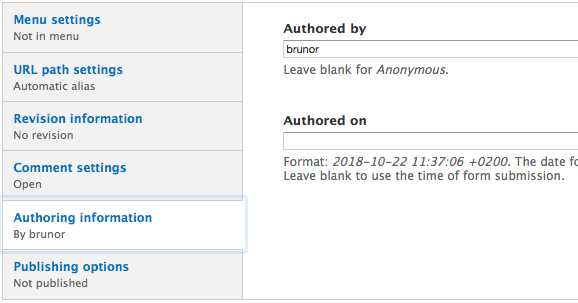 Menu settings
Not in menu
URL path settings
Automatic alias
Revision information
No revision
Comment settings
Open
Authoring information
By brunor
Publishing options
Not published
Authored by
brunor
Leave blank for Anonymous.
Authored on
Format: 2018-10-22 11:37:06 +0200. The date
Leave blank to use the time of form submission.